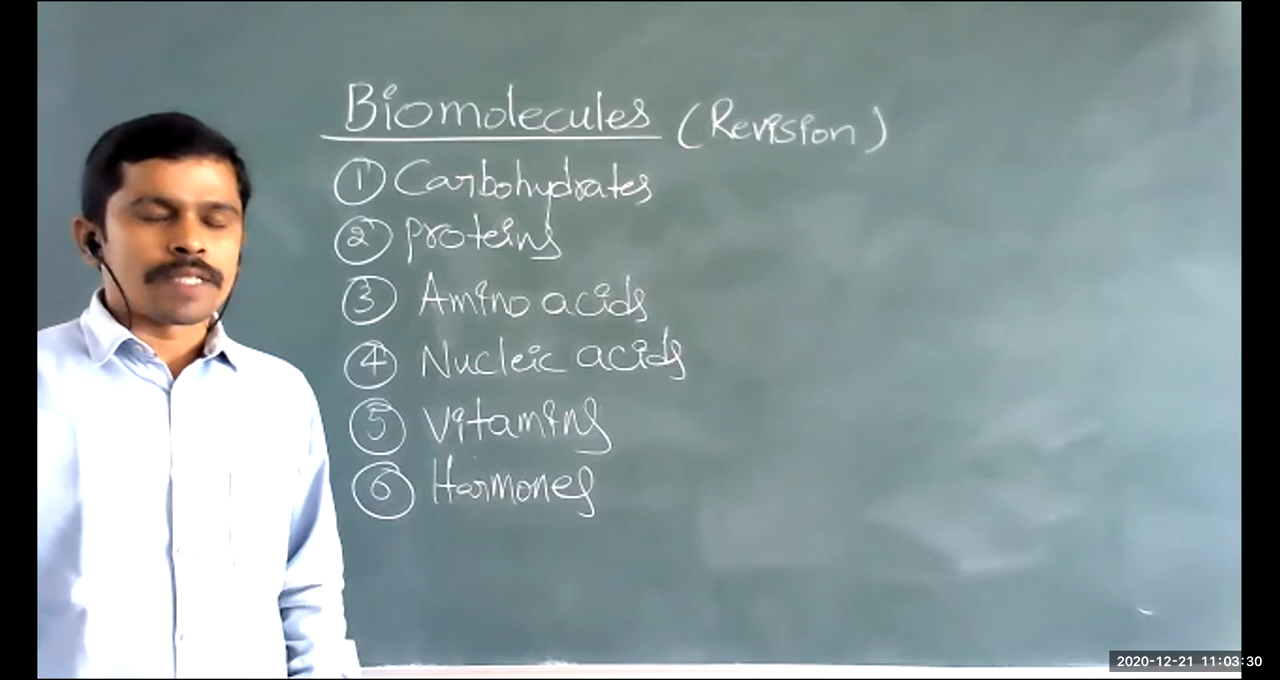 Biomolecules (Revision)
① Carbohydrates
② Proteins
③ Amino acids
④ Nucleic acids
⑤ Vitamins
⑥ Harmones
2020-12-21 11:03:30